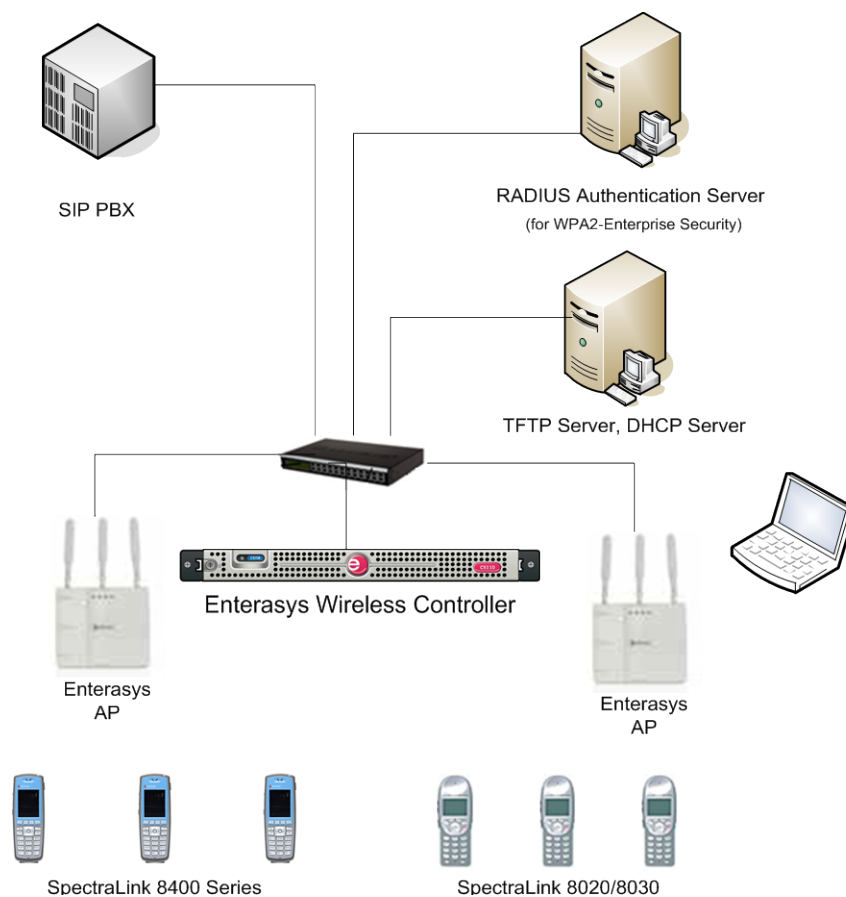 SIP PBX
RADIUS Authentication Server
(for WPA2-Enterprise Security)
TFTP Server, DHCP Server
Enterasys Wireless Controller
Enterasys
AP
Enterasys
AP
SpectraLink 8400 Series
SpectraLink 8020/8030